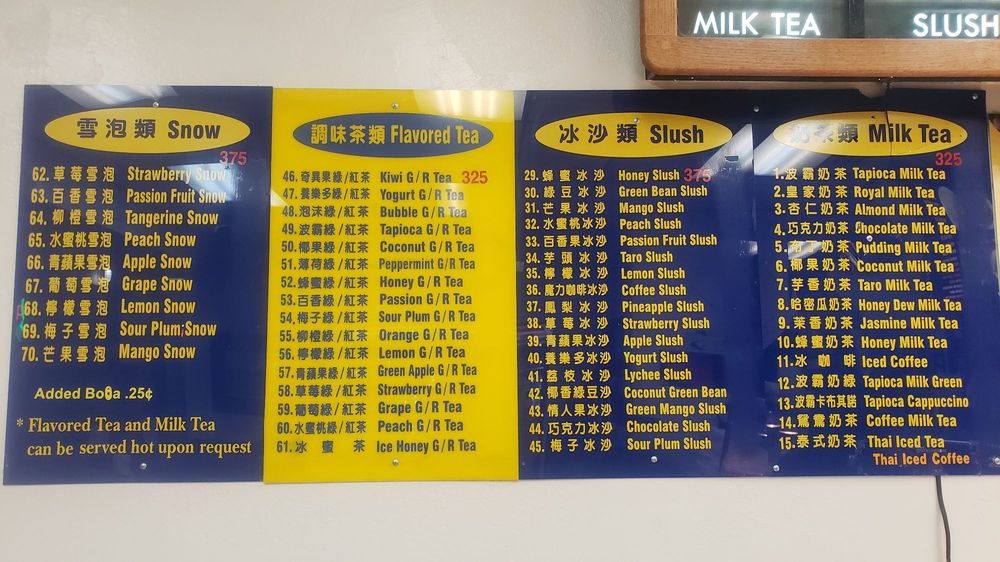 MILK TEA
SLUSH
雪泡類 Snow
375
62. 草莓雪泡 Strawberry Snow
63. 百香雪泡 Passion Fruit Snow
64. 柳橙雪泡 Tangerine Snow
65. 水蜜桃雪泡 Peach Snow
66. 青蘋果雪泡 Apple Snow
67. 葡萄雪泡 Grape Snow
68. 檸檬雪泡 Lemon Snow
69. 梅子雪泡 Sour Plum Snow
70. 芒果雪泡 Mango Snow
Added Boba .25¢
* Flavored Tea and Milk Tea
can be served hot upon request
調味茶類 Flavored Tea
46. 奇異果綠/紅茶 Kiwi G/R Tea 325
47. 養樂多綠/紅茶 Yogurt G/R Tea
48. 泡沫綠/紅茶 Bubble G/R Tea
49. 波霸綠/紅茶 Tapioca G/R Tea
50. 椰果綠/紅茶 Coconut G/R Tea
51. 薄荷綠/紅茶 Peppermint G/R Tea
52. 蜂蜜綠/紅茶 Honey G/R Tea
53. 百香綠/紅茶 Passion G/R Tea
54. 梅子綠/紅茶 Sour Plum G/R Tea
55. 柳橙綠/紅茶 Orange G/R Tea
56. 檸檬綠/紅茶 Lemon G/R Tea
57. 青蘋果綠/紅茶 Green Apple G/R Tea
58. 草莓綠/紅茶 Strawberry G/R Tea
59. 葡萄綠/紅茶 Grape G/R Tea
60. 水蜜桃綠/紅茶 Peach G/R Tea
61. 冰蜜茶 Ice Honey G/R Tea
冰沙類 Slush
29. 蜂蜜冰沙 Honey Slush 375
30. 綠豆冰沙 Green Bean Slush
31. 芒果冰沙 Mango Slush
32. 水蜜桃冰沙 Peach Slush
33. 百香果冰沙 Passion Fruit Slush
34. 芋頭冰沙 Taro Slush
35. 檸檬冰沙 Lemon Slush
36. 魔力咖啡冰沙 Coffee Slush
37. 鳳梨冰沙 Pineapple Slush
38. 草莓冰沙 Strawberry Slush
39. 青蘋果冰沙 Apple Slush
40. 養樂多冰沙 Yogurt Slush
41. 荔枝冰沙 Lychee Slush
42. 椰香綠豆冰沙 Coconut Green Bean
43. 情人果冰沙 Green Mango Slush
44. 巧克力冰沙 Chocolate Slush
45. 梅子冰沙 Sour Plum Slush
奶茶類 Milk Tea
325
1. 波霸奶茶 Tapioca Milk Tea
2. 皇家奶茶 Royal Milk Tea
3. 杏仁奶茶 Almond Milk Tea
4. 巧克力奶茶 Chocolate Milk Tea
5. 布丁奶茶 Pudding Milk Tea
6. 椰果奶茶 Coconut Milk Tea
7. 芋香奶茶 Taro Milk Tea
8. 哈密瓜奶茶 Honey Dew Milk Tea
9. 茉香奶茶 Jasmine Milk Tea
10. 蜂蜜奶茶 Honey Milk Tea
11. 冰咖啡 Iced Coffee
12. 波霸奶綠 Tapioca Milk Green
13. 波霸卡布其諾 Tapioca Cappuccino
14. 鴛鴦奶茶 Coffee Milk Tea
15. 泰式奶茶 Thai Iced Tea
Thai Iced Coffee